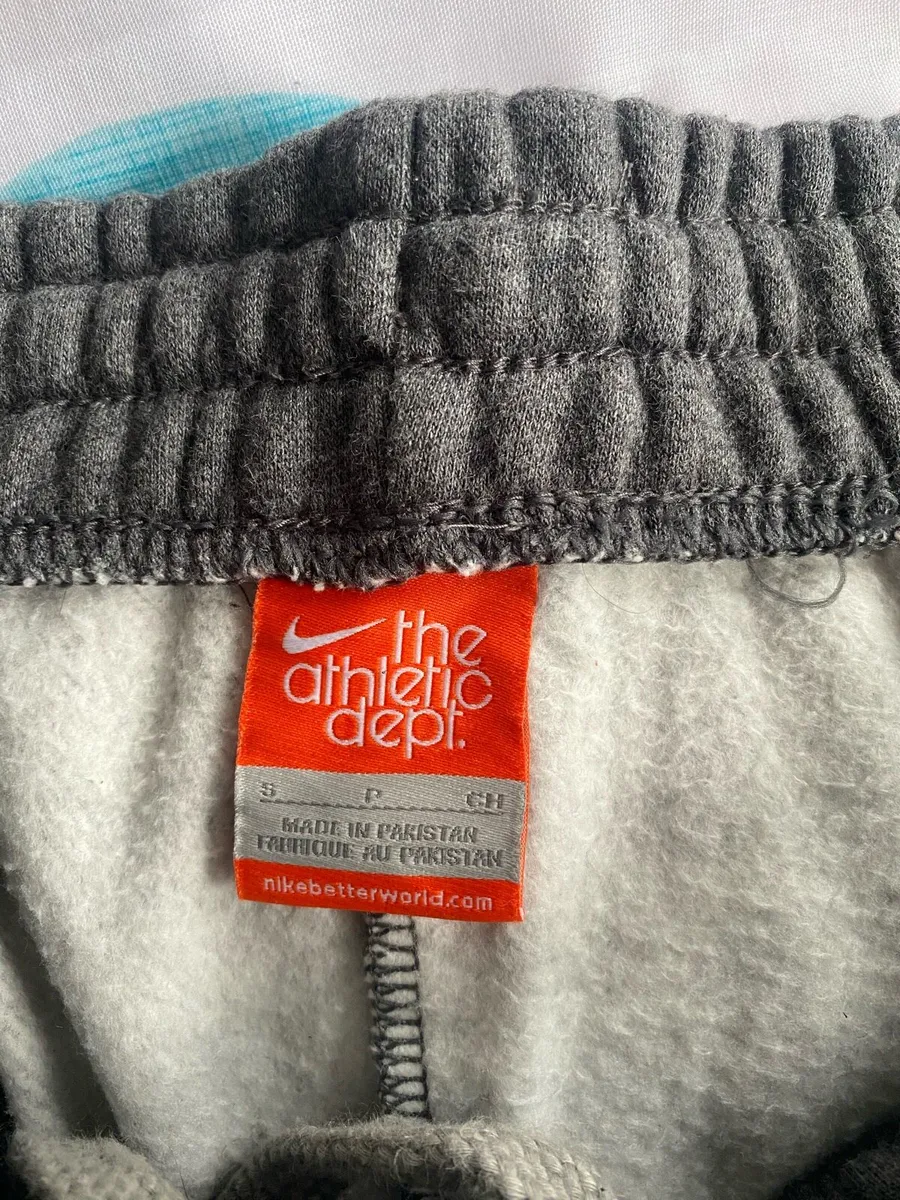 the
athletic
dept.
S P CH
MADE IN PAKISTAN
FABRIQUE AU PAKISTAN
nikebetterworld.com